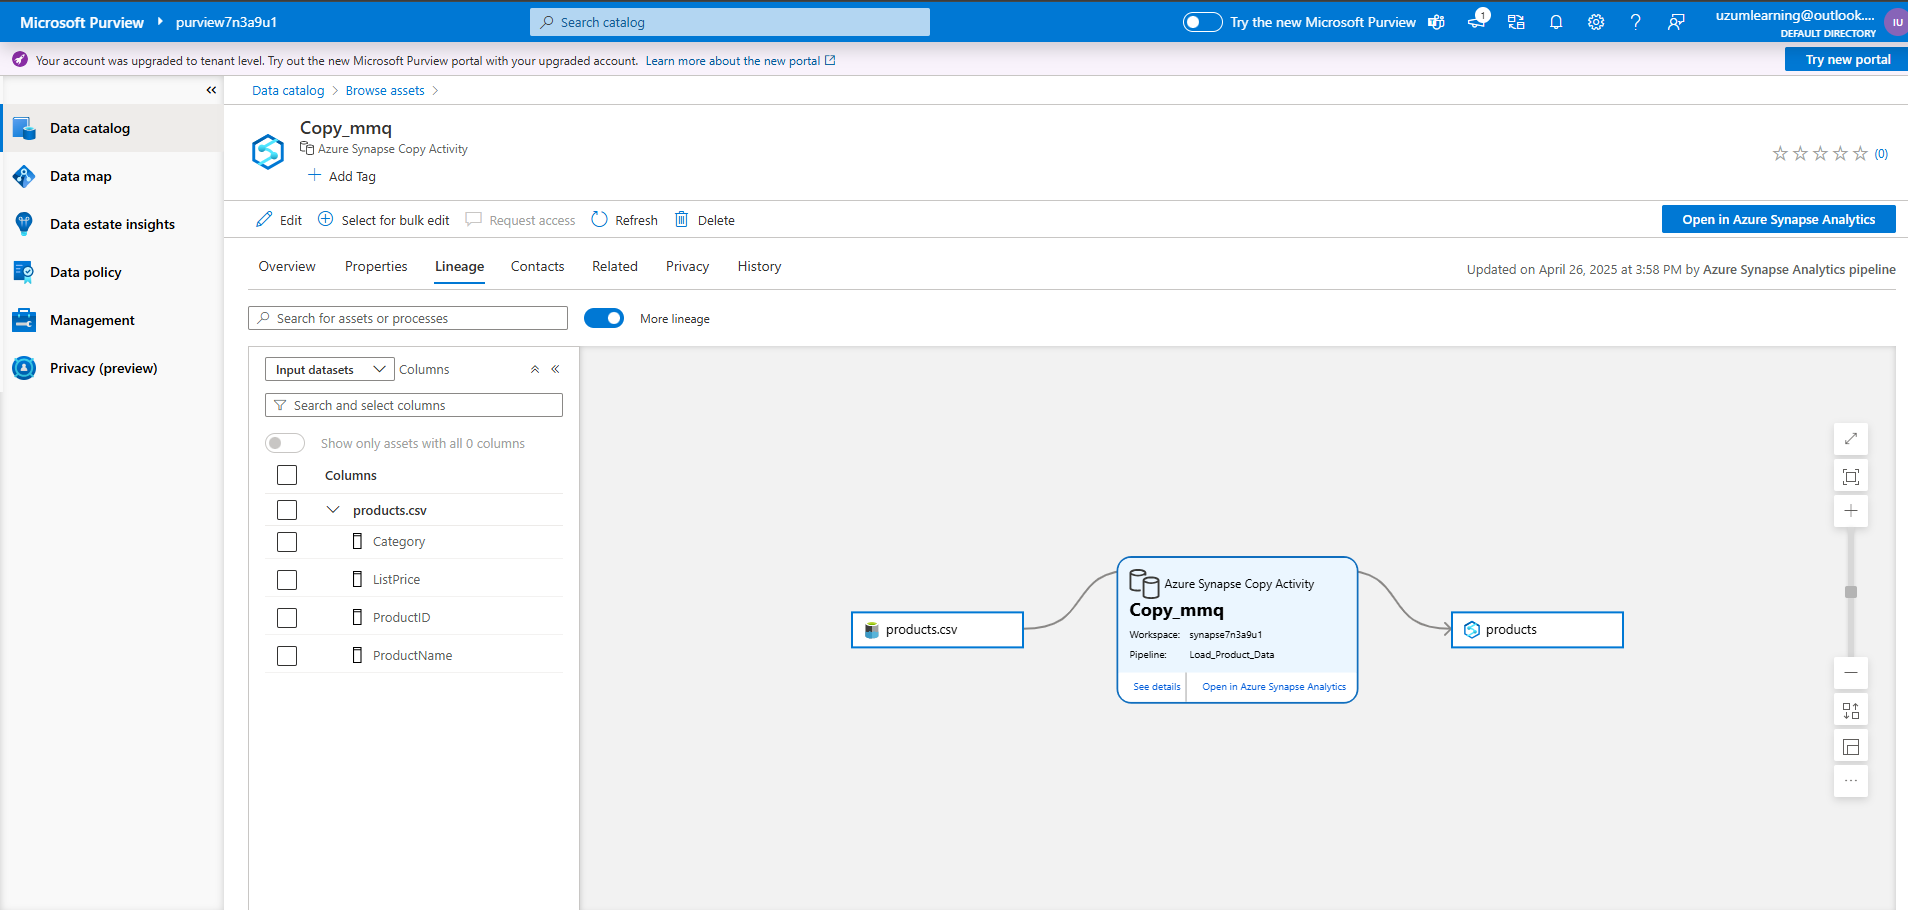 Microsoft Purview purview7n3a9u1 Search catalog Try the new Microsoft Purview 1 uzumlearning@outlook.... IU
DEFAULT DIRECTORY
Your account was upgraded to tenant level. Try out the new Microsoft Purview portal with your upgraded account. Learn more about the new portal Try new portal
Data catalog
Data map
Data estate insights
Data policy
Management
Privacy (preview)
Data catalog > Browse assets >
Copy_mmq
Azure Synapse Copy Activity
Add Tag
(0)
Edit Select for bulk edit Request access Refresh Delete Open in Azure Synapse Analytics
Overview Properties Lineage Contacts Related Privacy History
Updated on April 26, 2025 at 3:58 PM by Azure Synapse Analytics pipeline
Search for assets or processes More lineage
Input datasets Columns
Search and select columns
Show only assets with all 0 columns
Columns
products.csv
Category
ListPrice
ProductID
ProductName
products.csv
Azure Synapse Copy Activity
Copy_mmq
Workspace: synapse7n3a9u1
Pipeline: Load_Product_Data
See details Open in Azure Synapse Analytics
products